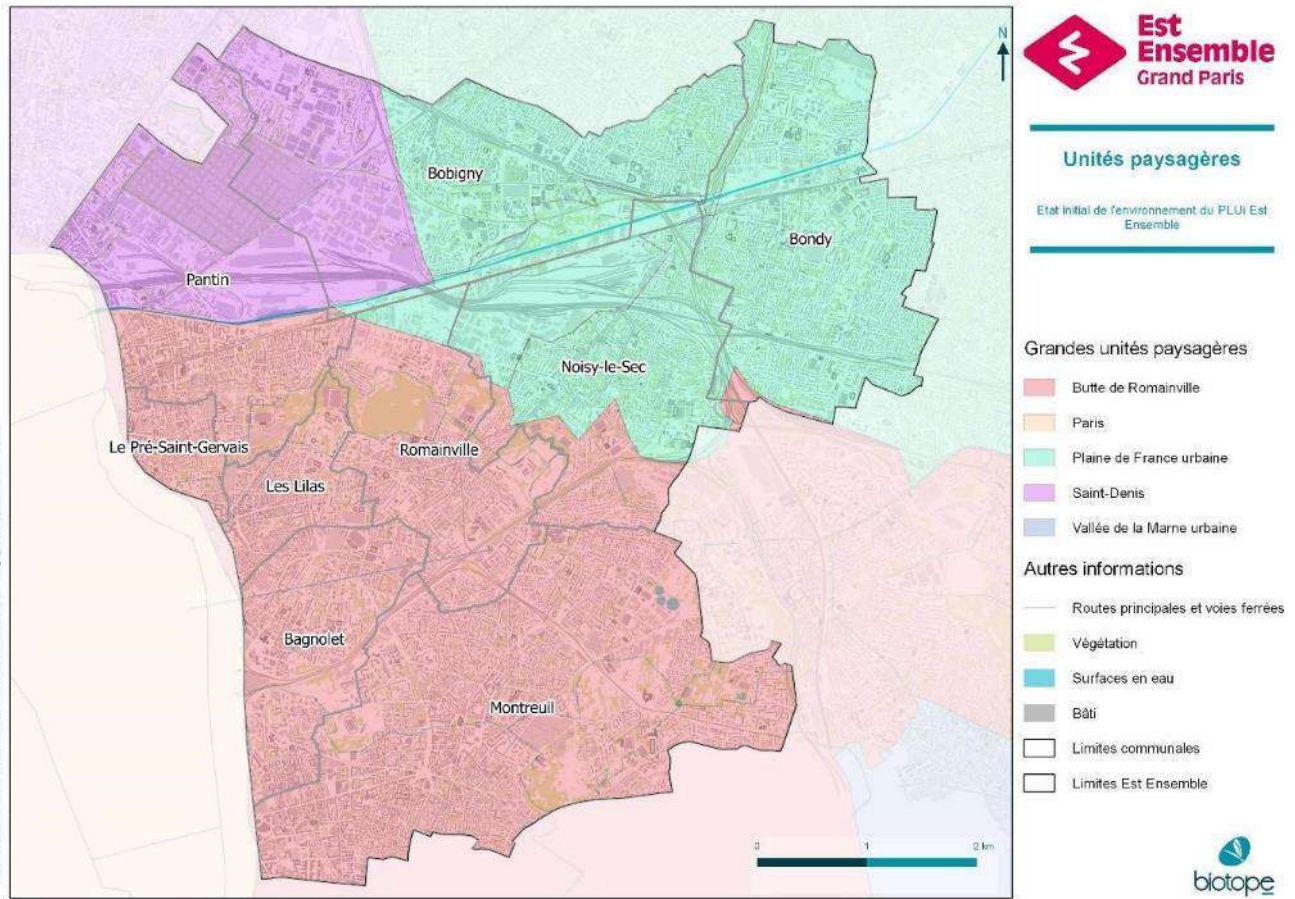 Bobigny
Bondy
Pantin
Noisy-le-Sec
Le Pré-Saint-Gervais
Romainville
Les Lilas
Bagnolet
Montreuil
N
0 1 2 km
Est
Ensemble
Grand Paris
Unités paysagères
Etat initial de l'environnement du PLUi Est
Ensemble
Grandes unités paysagères
Butte de Romainville
Paris
Plaine de France urbaine
Saint-Denis
Vallée de la Marne urbaine
Autres informations
Routes principales et voies ferrées
Végétation
Surfaces en eau
Bâti
Limites communales
Limites Est Ensemble
biotope